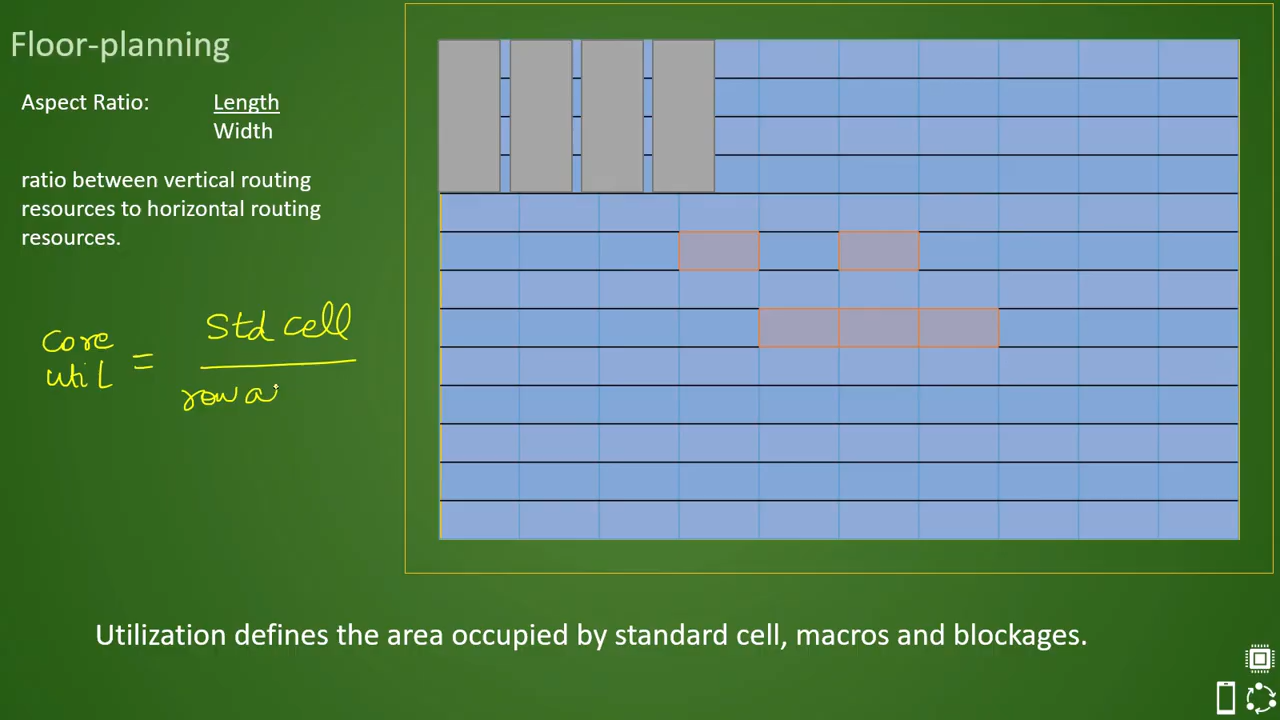 Floor-planning
Aspect Ratio: Length
Width
ratio between vertical routing
resources to horizontal routing
resources.
Core
util = Std cell
row a
Utilization defines the area occupied by standard cell, macros and blockages.